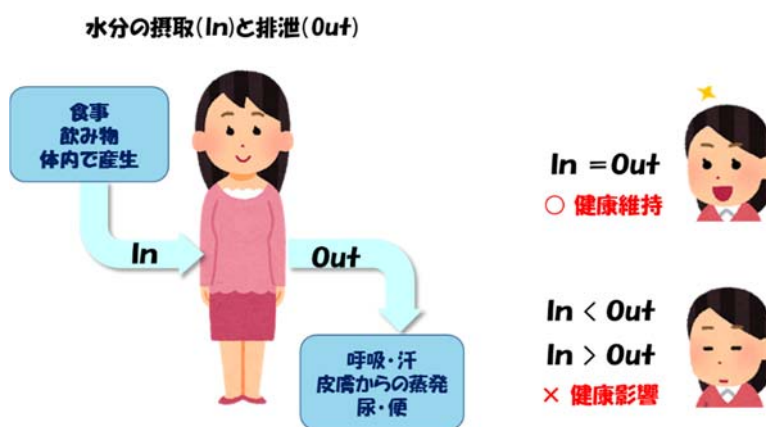 水分の摂取(In)と排泄(Out)
食事
飲み物
体内で産生
In
Out
呼吸・汗
皮膚からの蒸発
尿・便
In = Out
○ 健康維持
In < Out
In > Out
× 健康影響